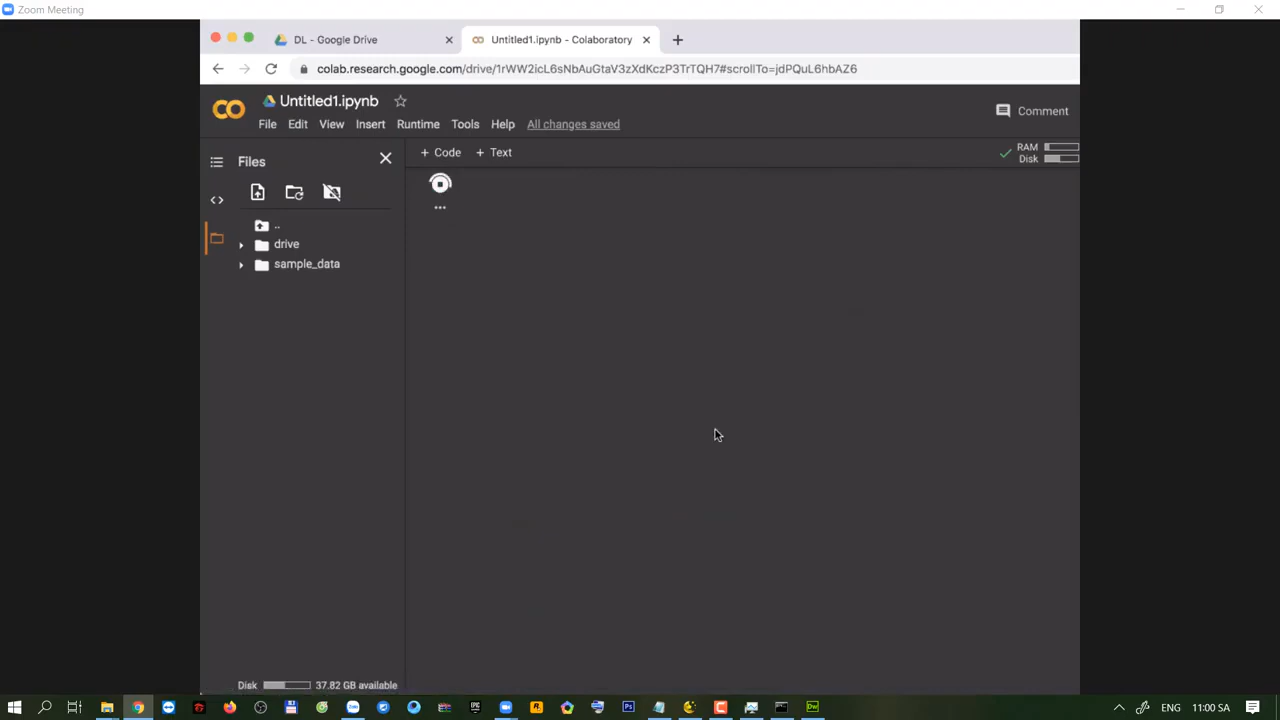 Zoom Meeting
DL - Google Drive
Untitled1.ipynb - Colaboratory
colab.research.google.com/drive/1rWW2icL6sNbAuGtaV3zXdKczP3TrTQH7#scrollTo=jdPQuL6hbAZ6
Untitled1.ipynb
Comment
File Edit View Insert Runtime Tools Help All changes saved
Files
+ Code + Text
RAM
Disk
..
drive
sample_data
Disk 37.82 GB available
ENG 11:00 SA